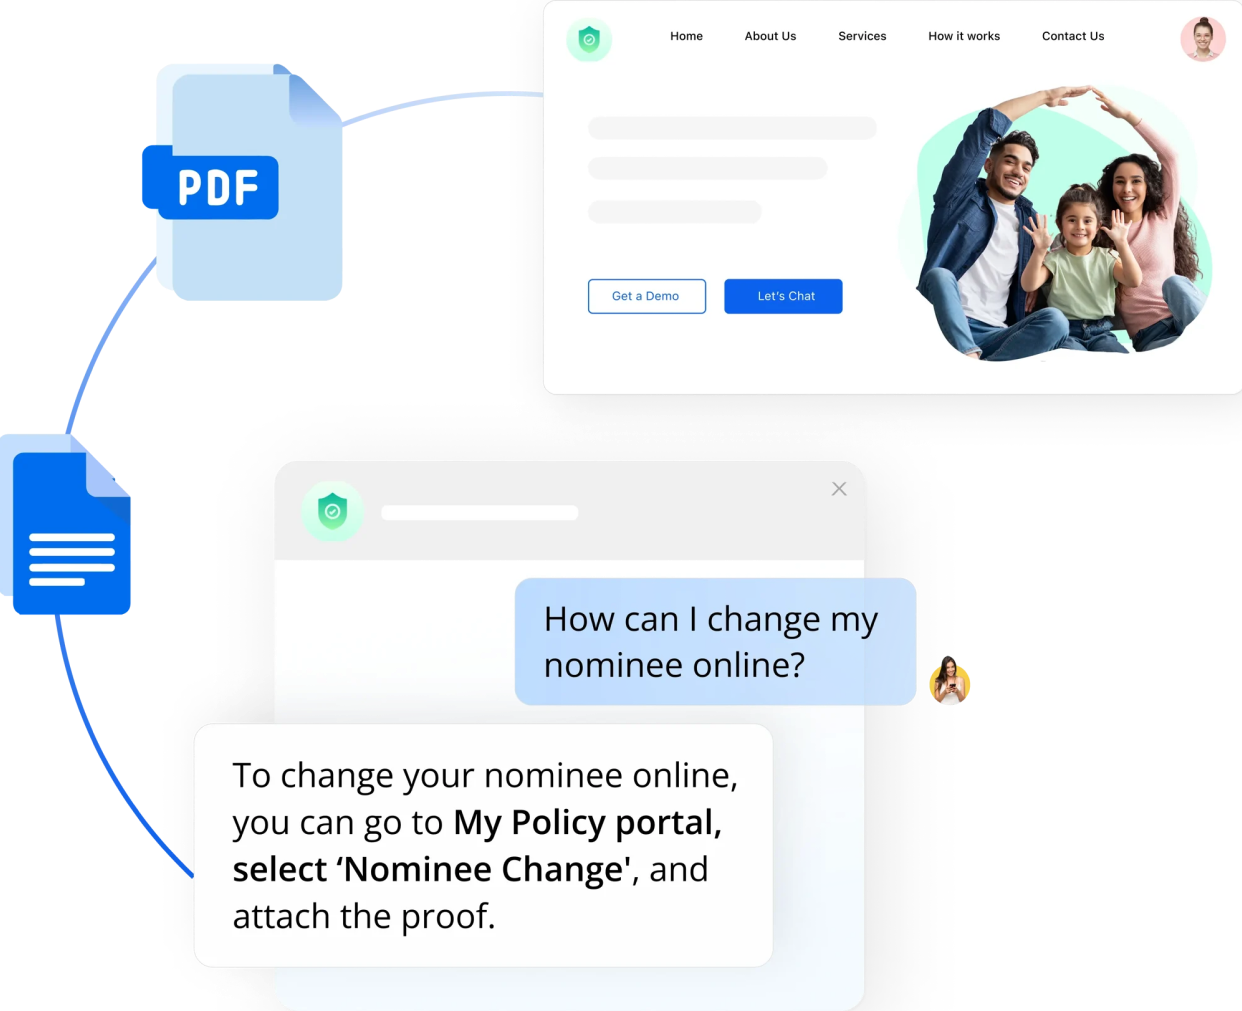 Home
About Us
Services
How it works
Contact Us
PDF
Get a Demo
Let's Chat
How can I change my
nominee online?
To change your nominee online,
you can go to My Policy portal,
select ‘Nominee Change', and
attach the proof.